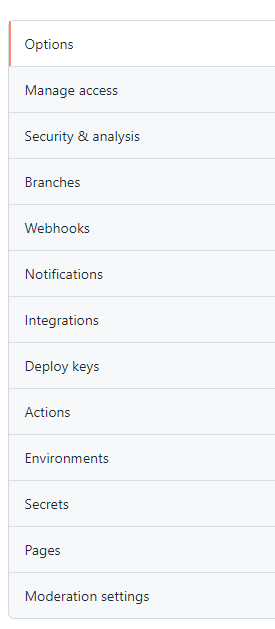 Options
Manage access
Security & analysis
Branches
Webhooks
Notifications
Integrations
Deploy keys
Actions
Environments
Secrets
Pages
Moderation settings